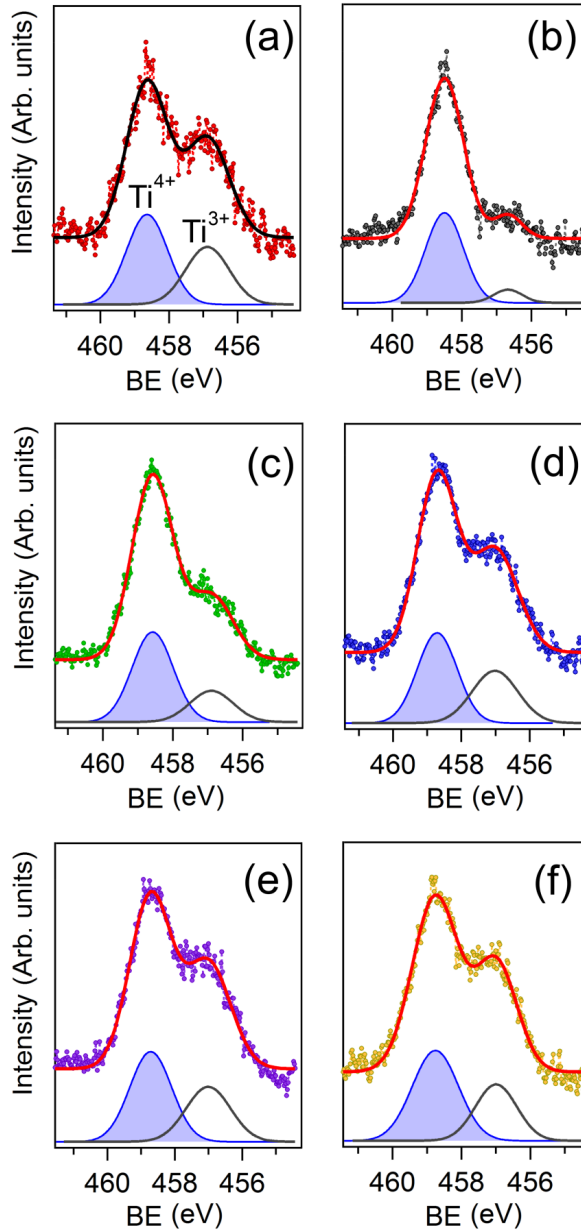 (a)
(b)
Intensity (Arb. units)
Ti4+
Ti3+
460 458 456
BE (eV)
460 458 456
BE (eV)
(c)
(d)
Intensity (Arb. units)
460 458 456
BE (eV)
460 458 456
BE (eV)
(e)
(f)
Intensity (Arb. units)
460 458 456
BE (eV)
460 458 456
BE (eV)